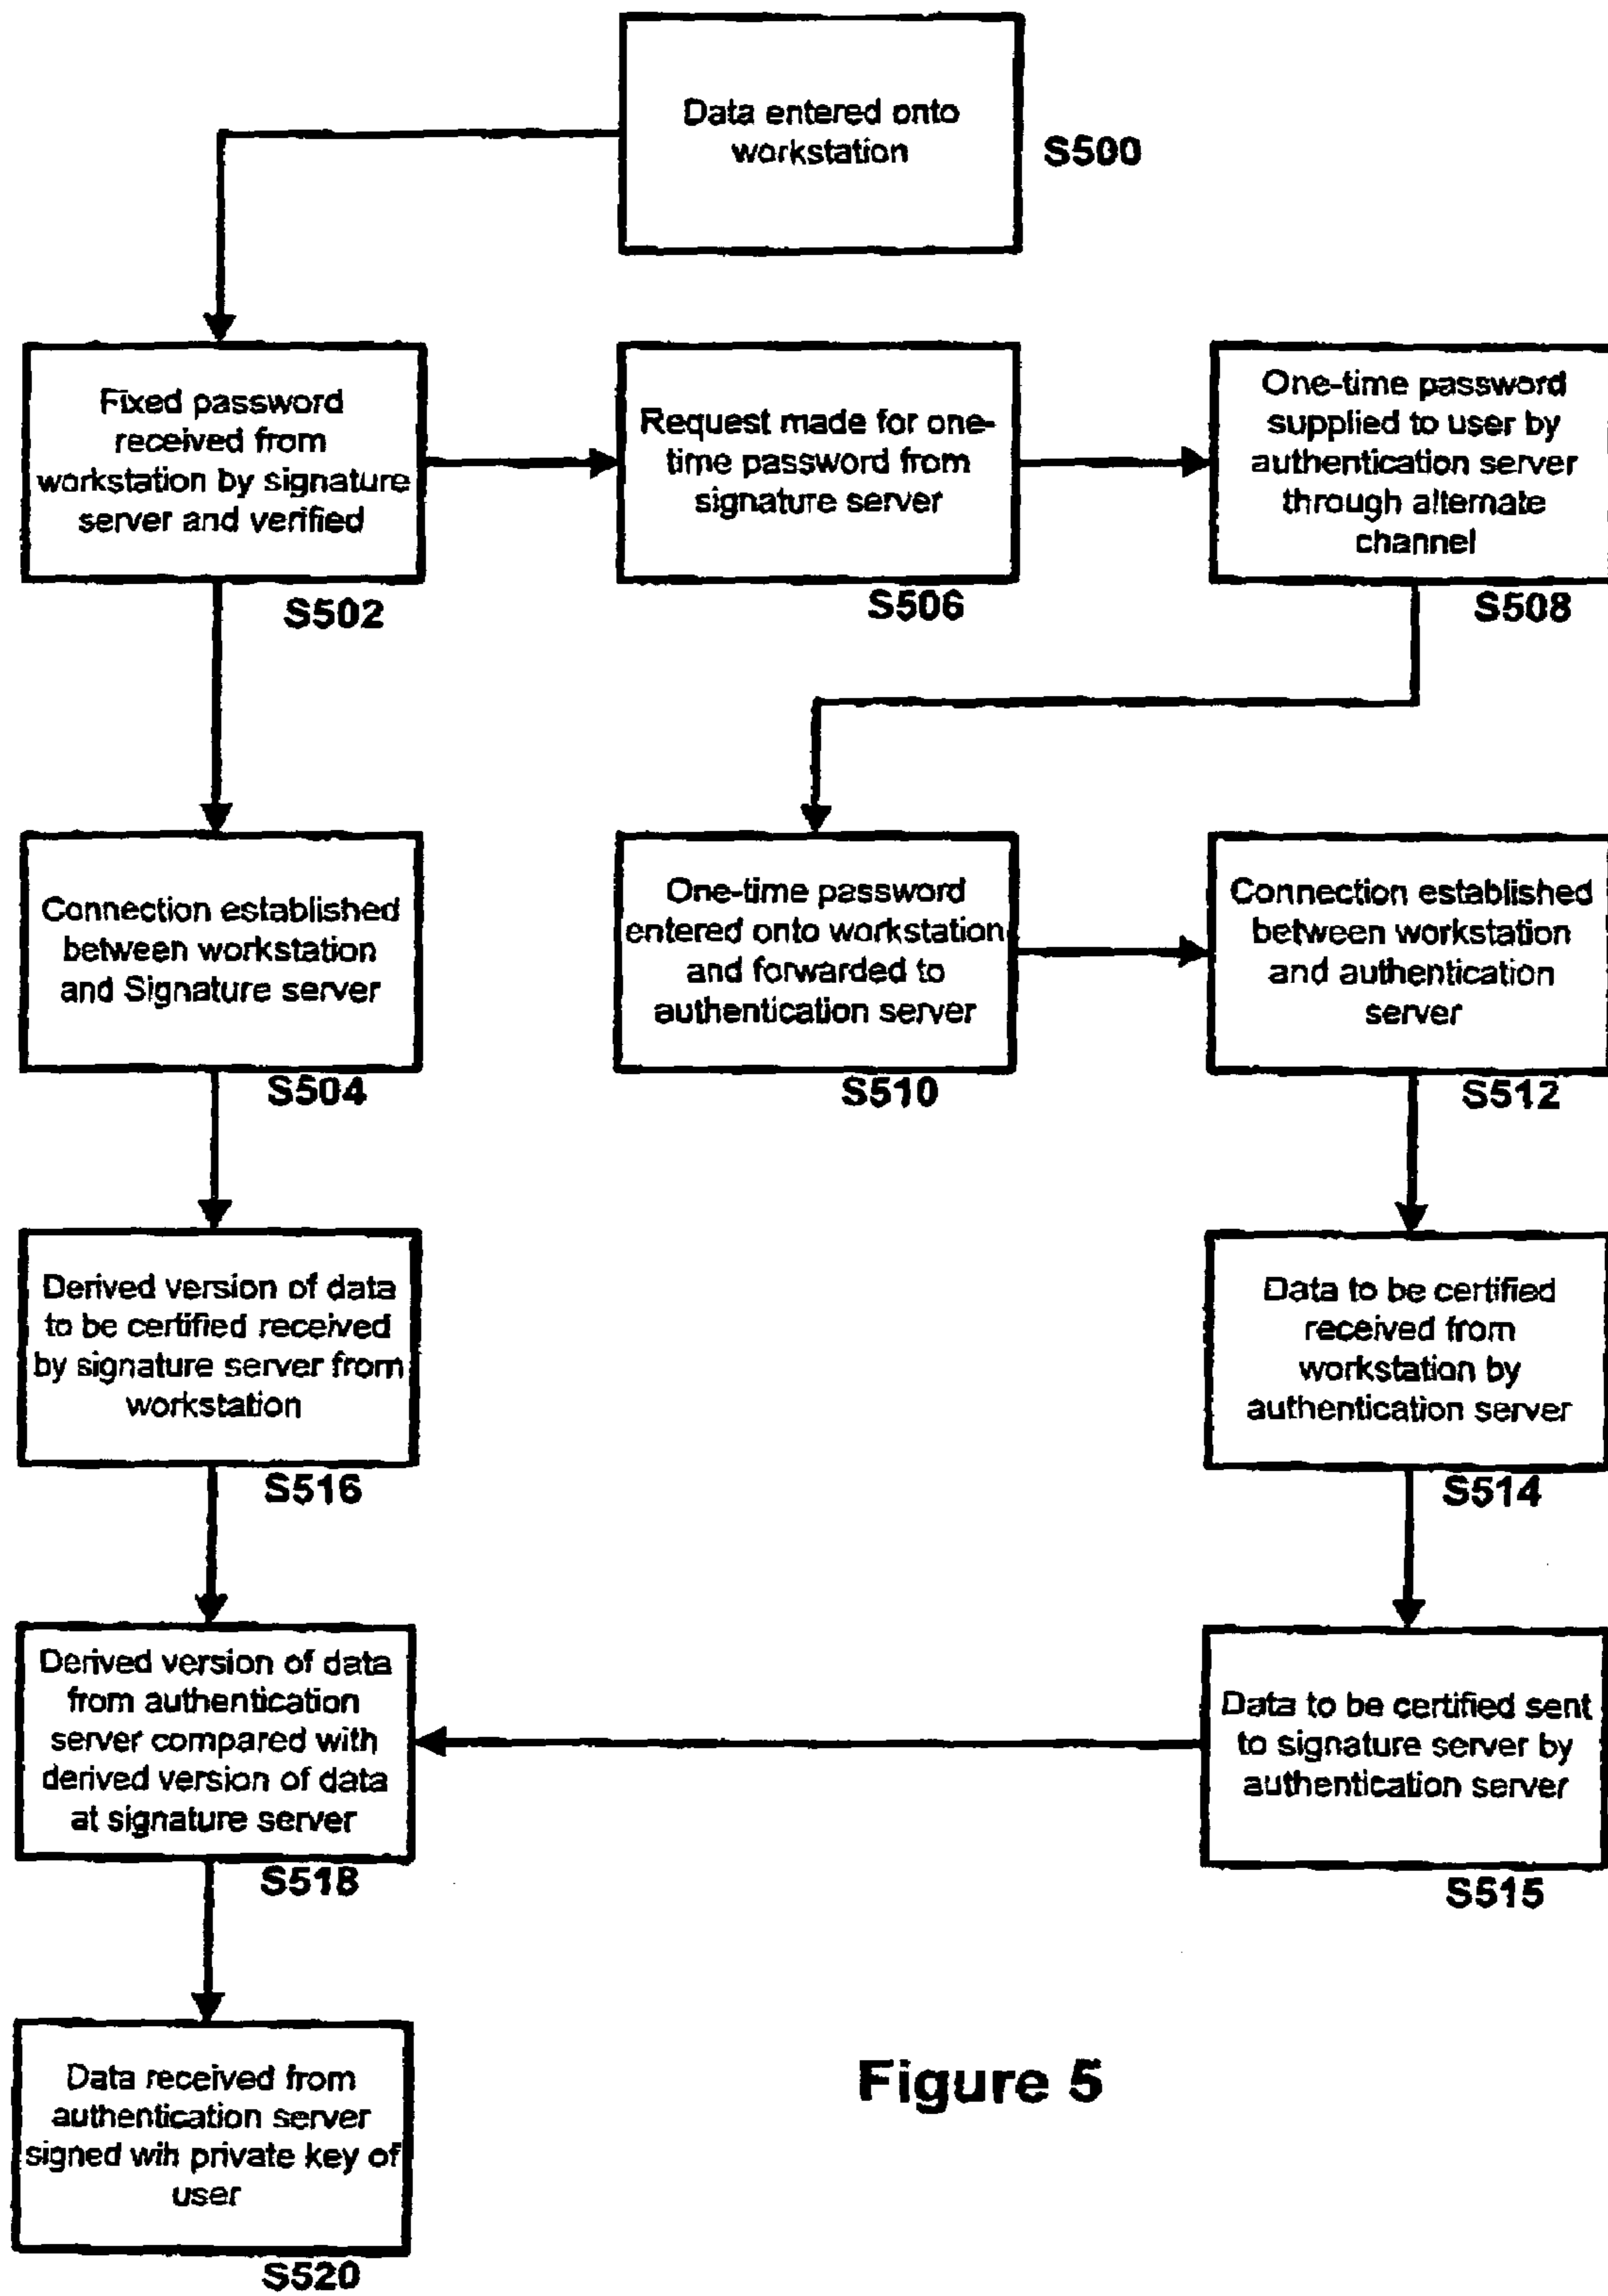 Data entered onto
workstation
S500
Fixed password
received from
workstation by signature
server and verified
S502
Request made for one-
time password from
signature server
S506
One-time password
supplied to user by
authentication server
through alternate
channel
S508
Connection established
between workstation
and Signature server
S504
One-time password
entered onto workstation
and forwarded to
authentication server
S510
Connection established
between workstation
and authentication
server
S512
Derived version of data
to be certified received
by signature server from
workstation
S516
Data to be certified
received from
workstation by
authentication server
S514
Derived version of data
from authentication
server compared with
derived version of data
at signature server
S518
Data to be certified sent
to signature server by
authentication server
S515
Data received from
authentication server
signed wih private key of
user
S520
Figure 5